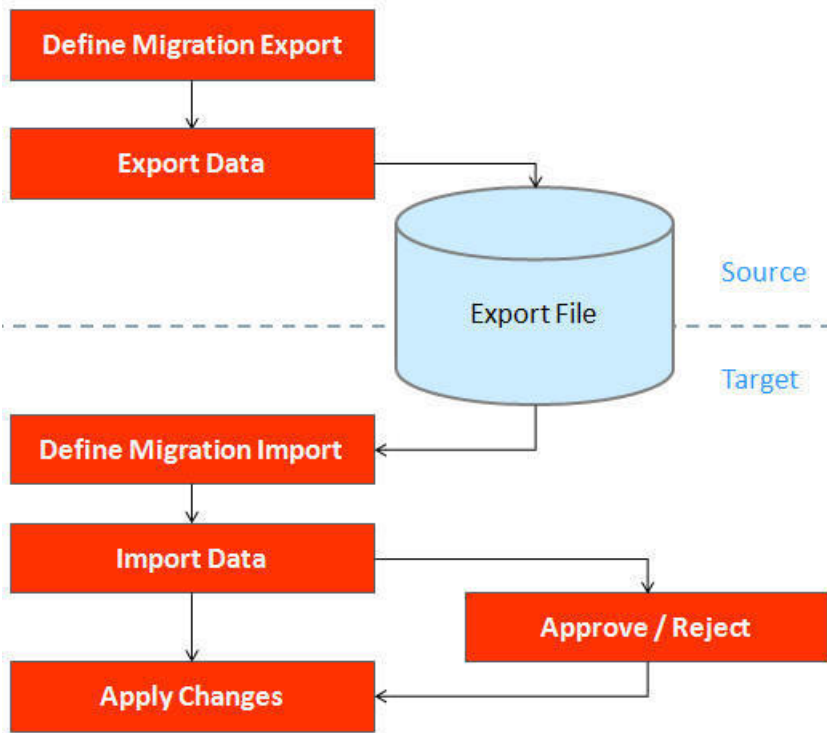 Define Migration Export
Export Data
Source
Export File
Target
Define Migration Import
Import Data
Approve / Reject
Apply Changes